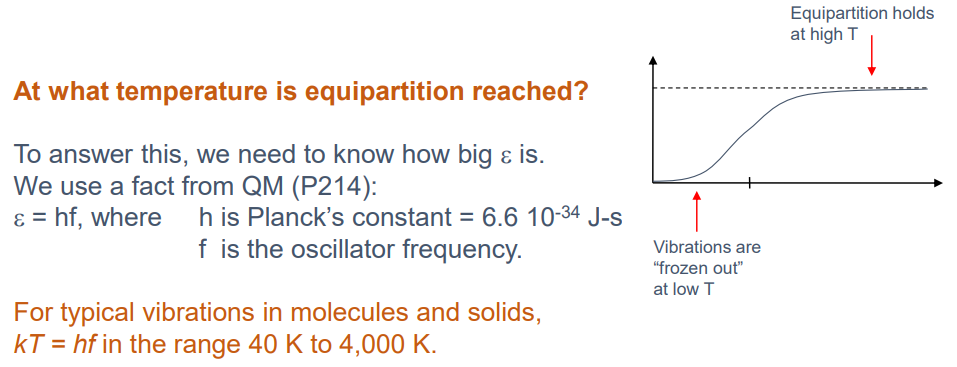 Equipartition holds
at high T
At what temperature is equipartition reached?
To answer this, we need to know how big ε is.
We use a fact from QM (P214):
ε = hf, where h is Planck’s constant = 6.6 10⁻³⁴ J-s
f is the oscillator frequency.
Vibrations are
“frozen out”
at low T
For typical vibrations in molecules and solids,
kT = hf in the range 40 K to 4,000 K.